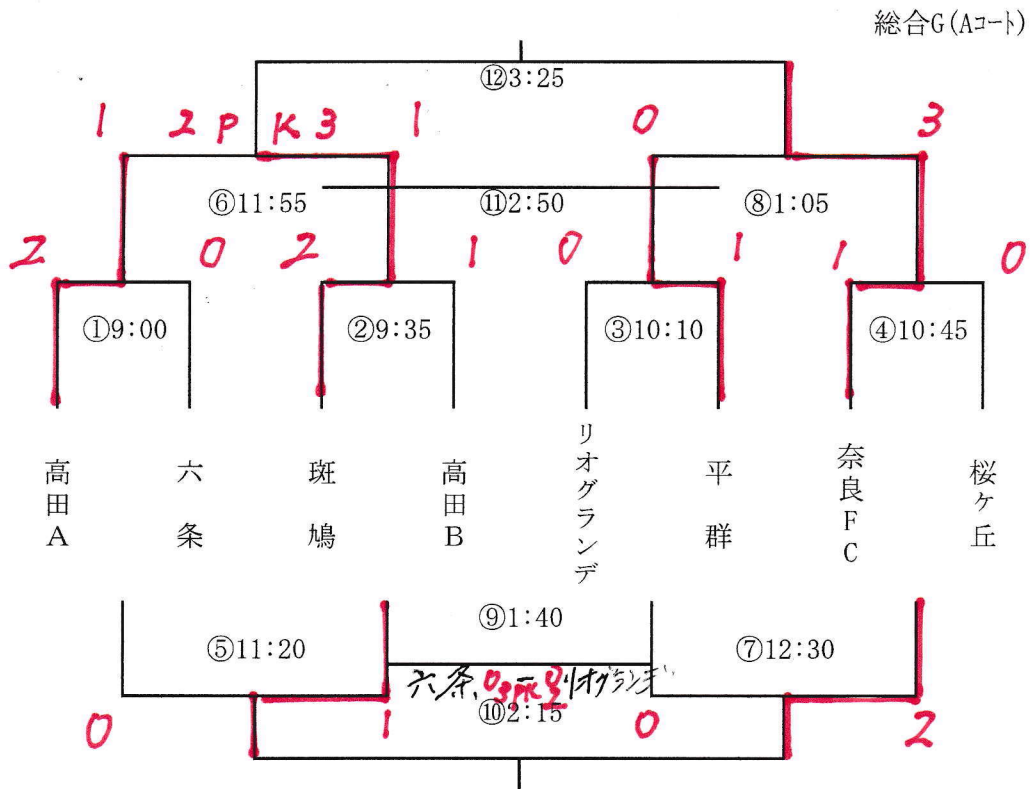 総合G(Aコート)
⑫3:25
1 2 P K 3 1 0 3
⑥11:55 ⑪2:50 ⑧1:05
2 0 2 1 0 1 1 0
①9:00 ②9:35 ③10:10 ④10:45
高田A
六条
斑鳩
高田B
リオグランデ
平群
奈良FC
桜ケ丘
⑨1:40
⑤11:20 ⑦12:30
六条 0 3PK リオグランデ
⑩2:15
0 1 0 2